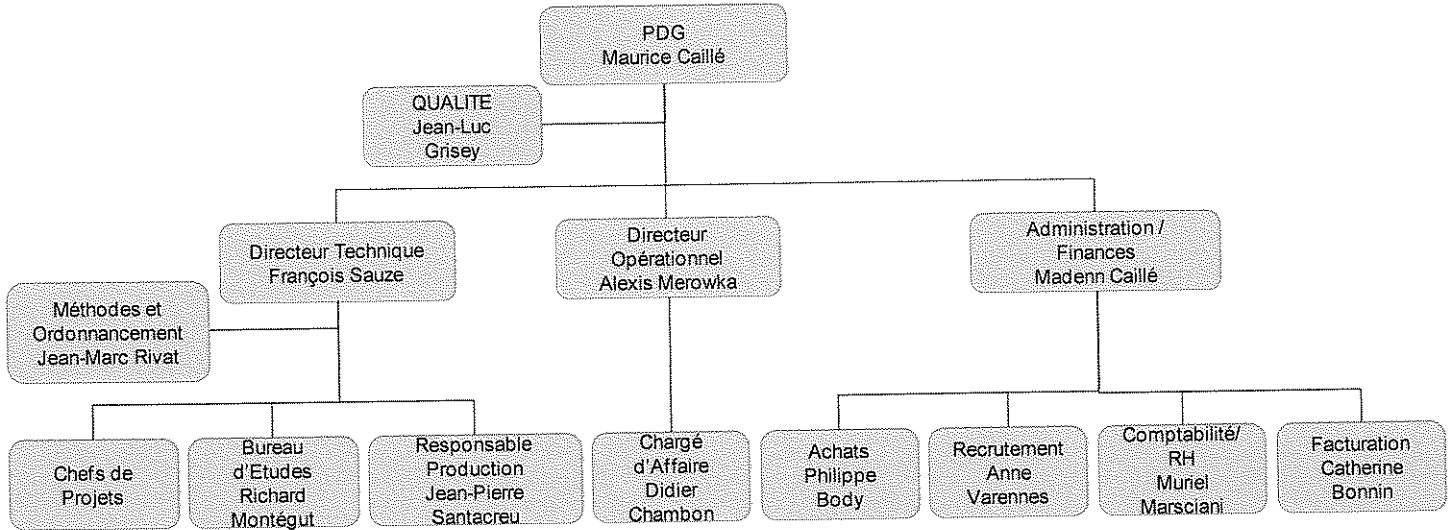 PDG
Maurice Caillé
QUALITE
Jean-Luc
Grisey
Directeur Technique
François Sauze
Directeur
Opérationnel
Alexis Merowka
Administration /
Finances
Madenn Caillé
Méthodes et
Ordonnancement
Jean-Marc Rivat
Chefs de
Projets
Bureau
d'Etudes
Richard
Montégut
Responsable
Production
Jean-Pierre
Santacreu
Chargé
d'Affaire
Didier
Chambon
Achats
Philippe
Body
Recrutement
Anne
Varennes
Comptabilité/
RH
Muriel
Marsciani
Facturation
Catherine
Bonnin